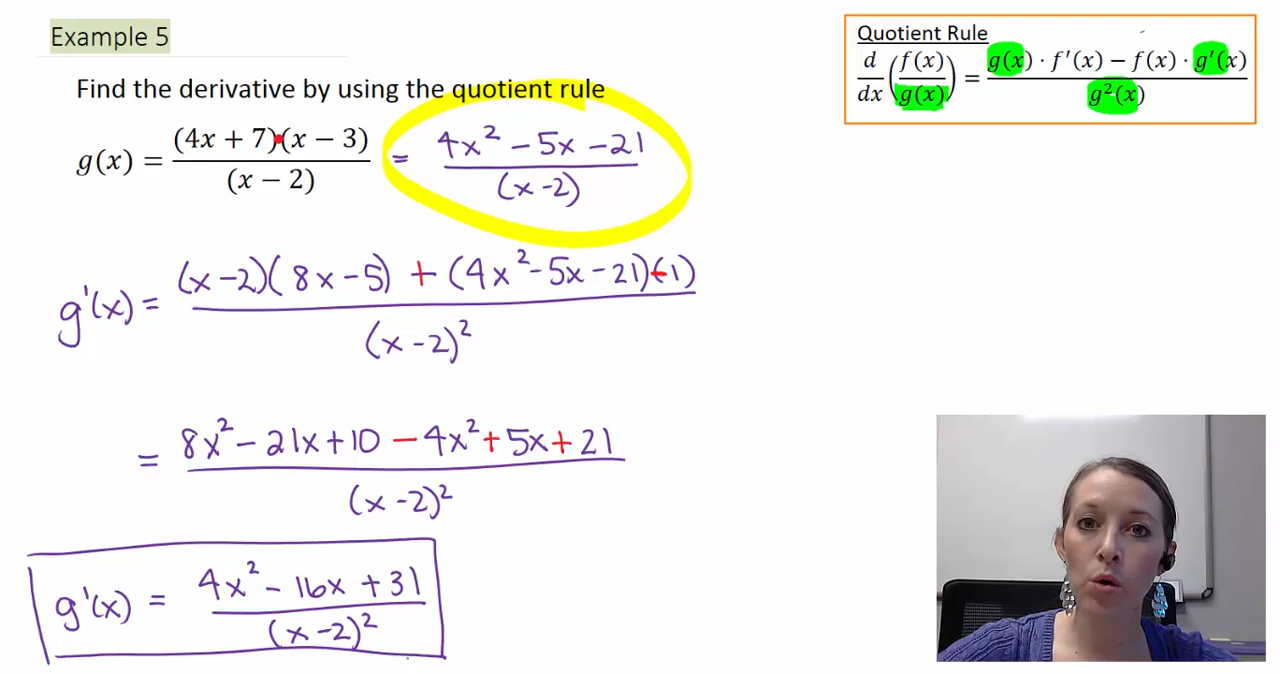 Example 5
Find the derivative by using the quotient rule
g(x) = (4x + 7)(x − 3) / (x − 2) = 4x² − 5x − 21 / (x − 2)
g'(x) = (x − 2)(8x − 5) + (4x² − 5x − 21)(−1) / (x − 2)²
= 8x² − 21x + 10 − 4x² + 5x + 21 / (x − 2)²
g'(x) = 4x² − 16x + 31 / (x − 2)²
Quotient Rule
d/dx (f(x)/g(x)) = g(x) · f'(x) − f(x) · g'(x) / g²(x)